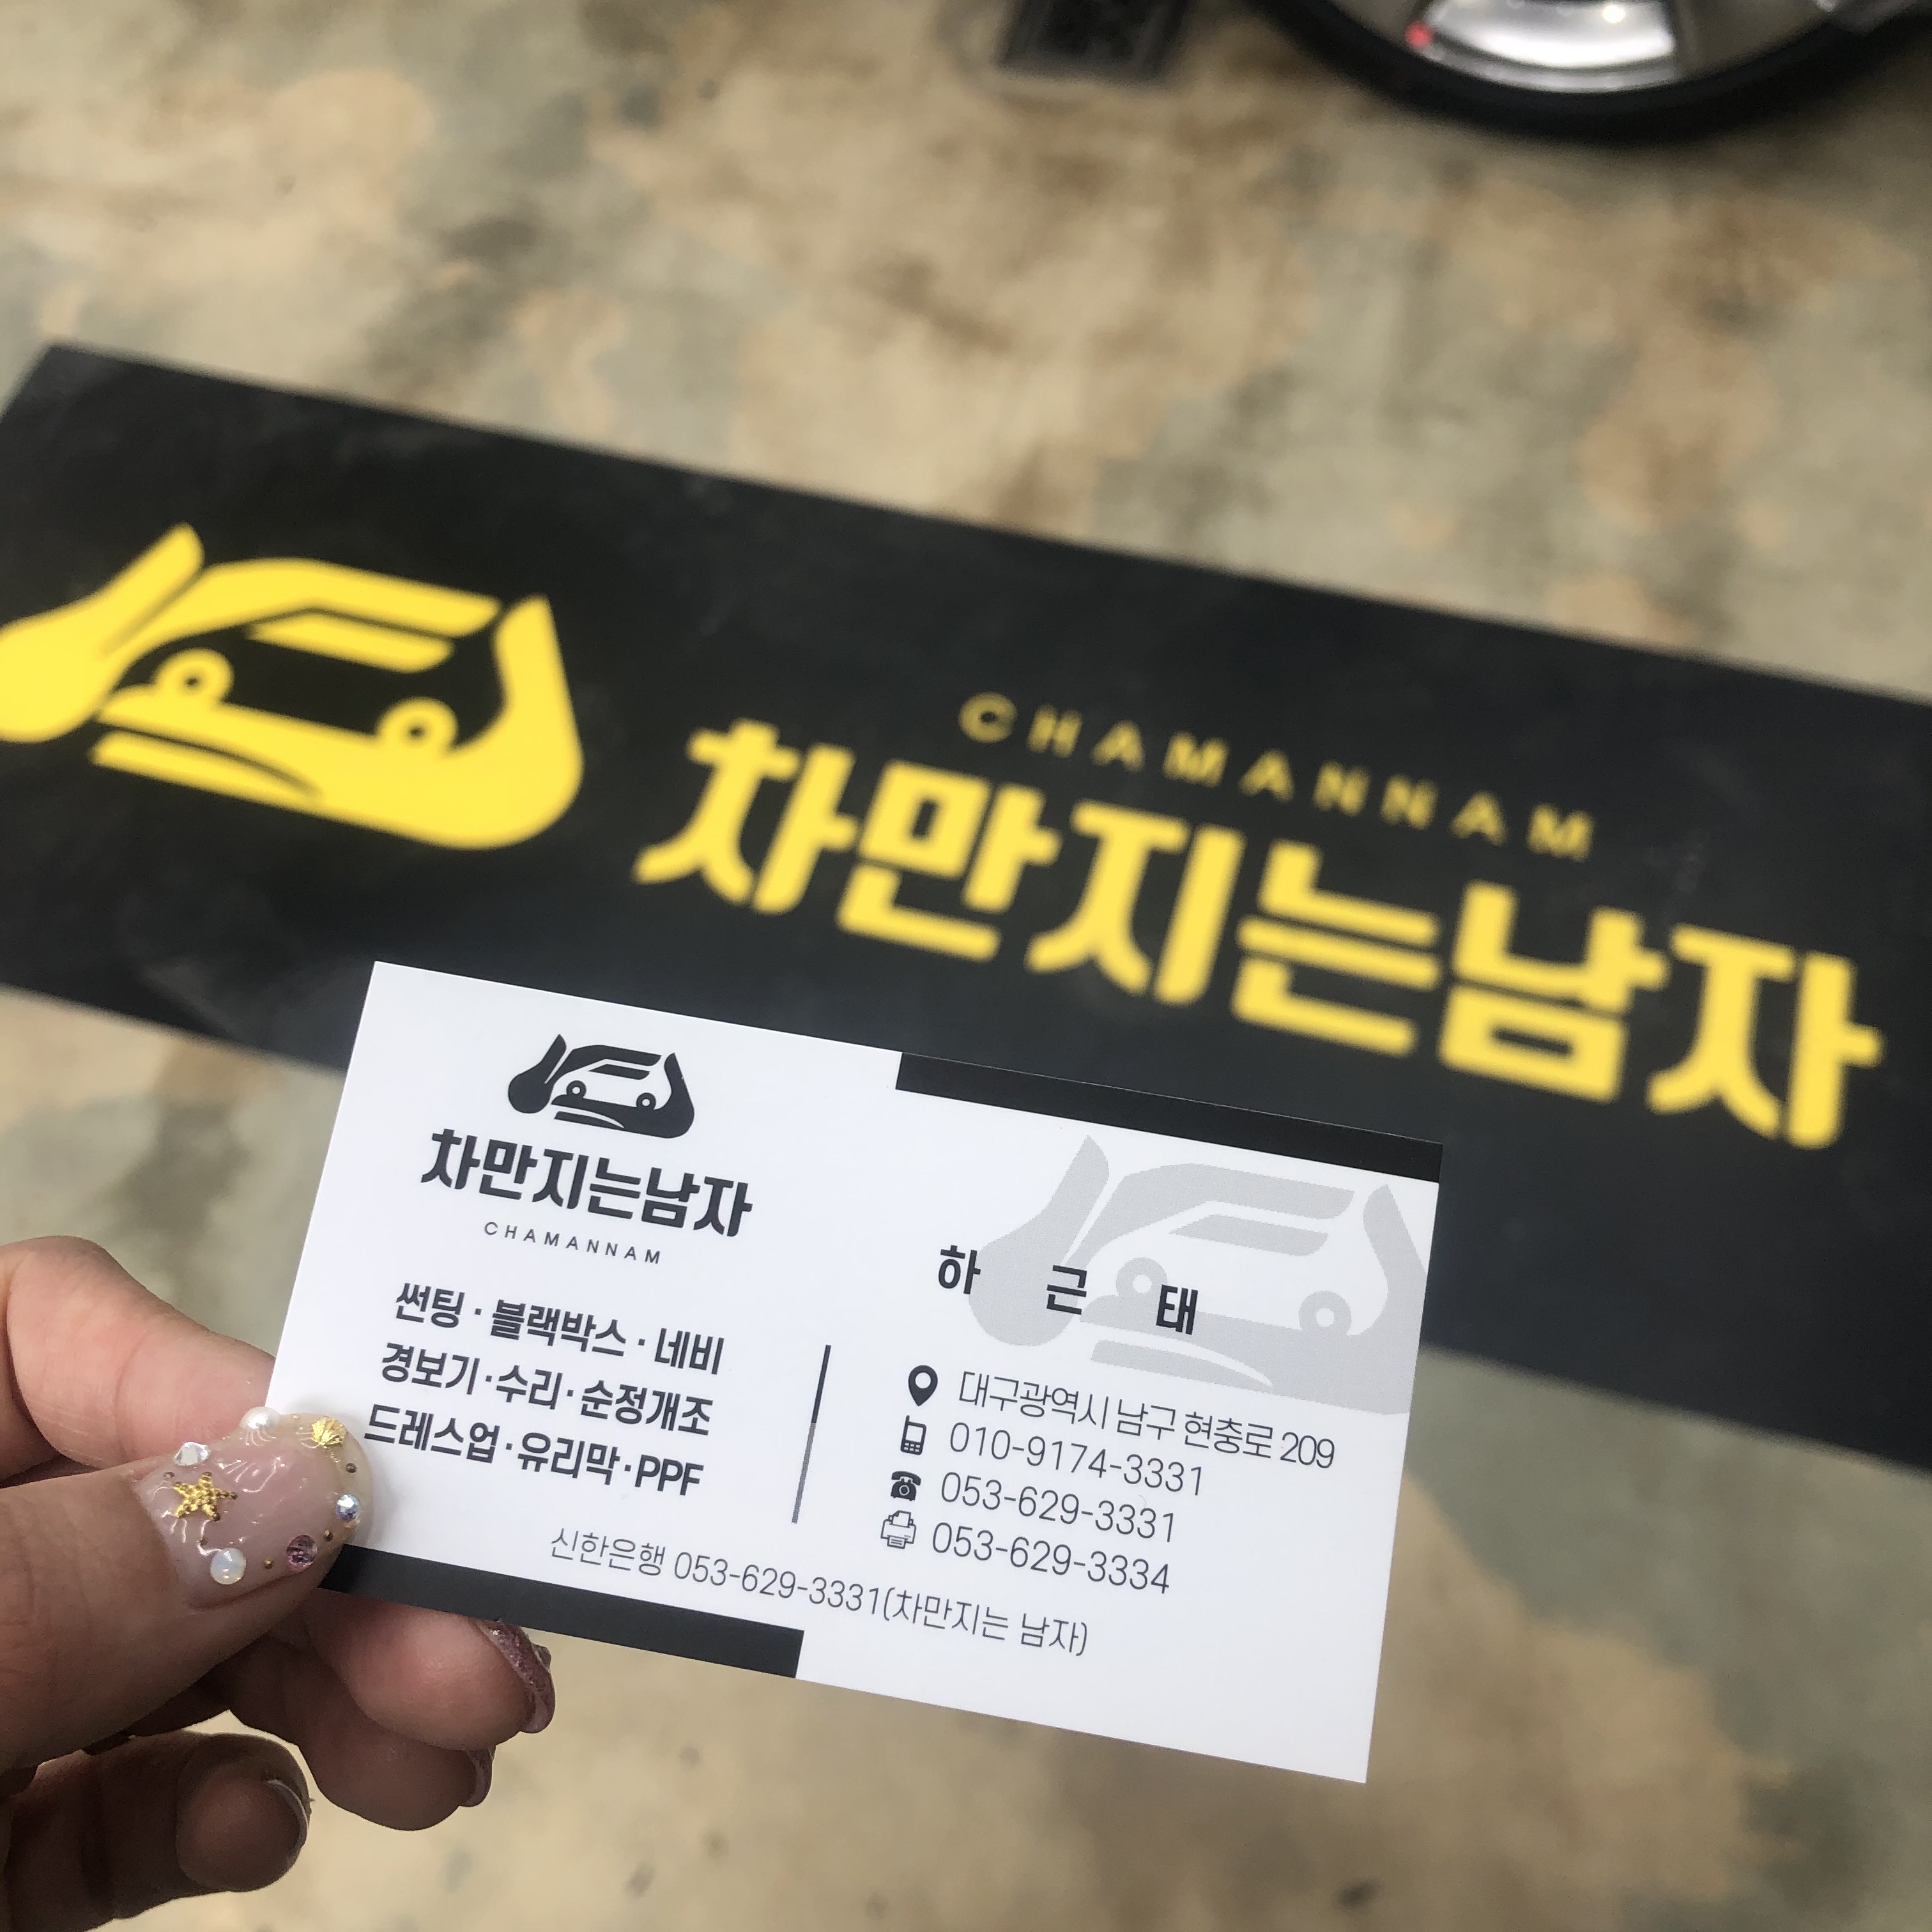 CHAMANNAM
차만지는남자
차만지는남자
CHAMANNAM
썬팅·블랙박스·네비
경보기·수리·순정개조
드레스업·유리막·PPF
하 근 태
대구광역시 남구 현충로 209
010-9174-3331
053-629-3331
053-629-3334
신한은행 053-629-3331(차만지는 남자)